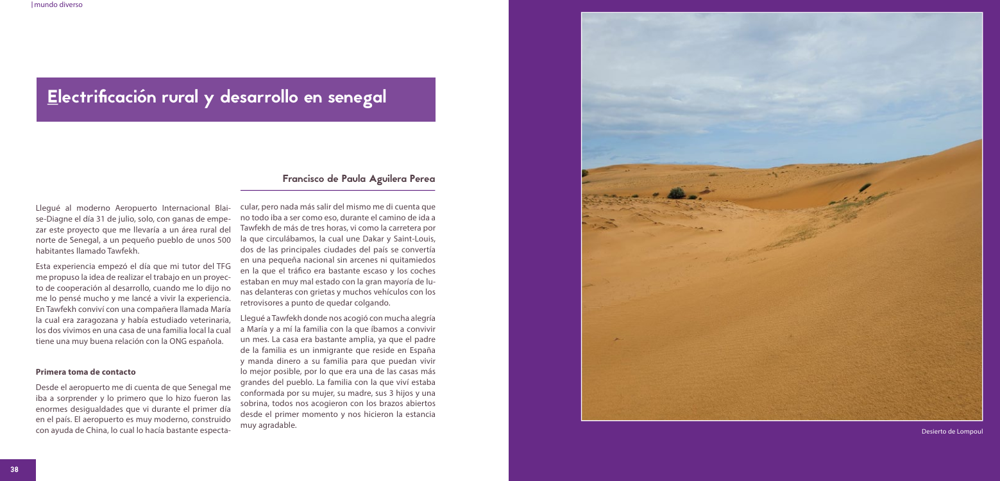 | mundo diverso
Electrificación rural y desarrollo en senegal
Francisco de Paula Aguilera Perea
Llegué al moderno Aeropuerto Internacional Blai-
se-Diagne el día 31 de julio, solo, con ganas de empe-
zar este proyecto que me llevaría a un área rural del
norte de Senegal, a un pequeño pueblo de unos 500
habitantes llamado Tawfekh.
Esta experiencia empezó el día que mi tutor del TFG
me propuso la idea de realizar el trabajo en un proyec-
to de cooperación al desarrollo, cuando me lo dijo no
me lo pensé mucho y me lancé a vivir la experiencia.
En Tawfekh conviví con una compañera llamada María
la cual era zaragozana y había estudiado veterinaria,
los dos vivimos en una casa de una familia local la cual
tiene una muy buena relación con la ONG española.
Primera toma de contacto
Desde el aeropuerto me di cuenta de que Senegal me
iba a sorprender y lo primero que lo hizo fueron las
enormes desigualdades que vi durante el primer día
en el país. El aeropuerto es muy moderno, construido
con ayuda de China, lo cual lo hacía bastante especta-
cular, pero nada más salir del mismo me di cuenta que
no todo iba a ser como eso, durante el camino de ida a
Tawfekh de más de tres horas, vi como la carretera por
la que circulábamos, la cual une Dakar y Saint-Louis,
dos de las principales ciudades del país se convertía
en una pequeña nacional sin arcenes ni quitamiedos
en la que el tráfico era bastante escaso y los coches
estaban en muy mal estado con la gran mayoría de lu-
nas delanteras con grietas y muchos vehículos con los
retrovisores a punto de quedar colgando.
Llegué a Tawfekh donde nos acogió con mucha alegría
a María y a mí la familia con la que íbamos a convivir
un mes. La casa era bastante amplia, ya que el padre
de la familia es un inmigrante que reside en España
y manda dinero a su familia para que puedan vivir
lo mejor posible, por lo que era una de las casas más
grandes del pueblo. La familia con la que viví estaba
conformada por su mujer, su madre, sus 3 hijos y una
sobrina, todos nos acogieron con los brazos abiertos
desde el primer momento y nos hicieron la estancia
muy agradable.
38
Desierto de Lompoul